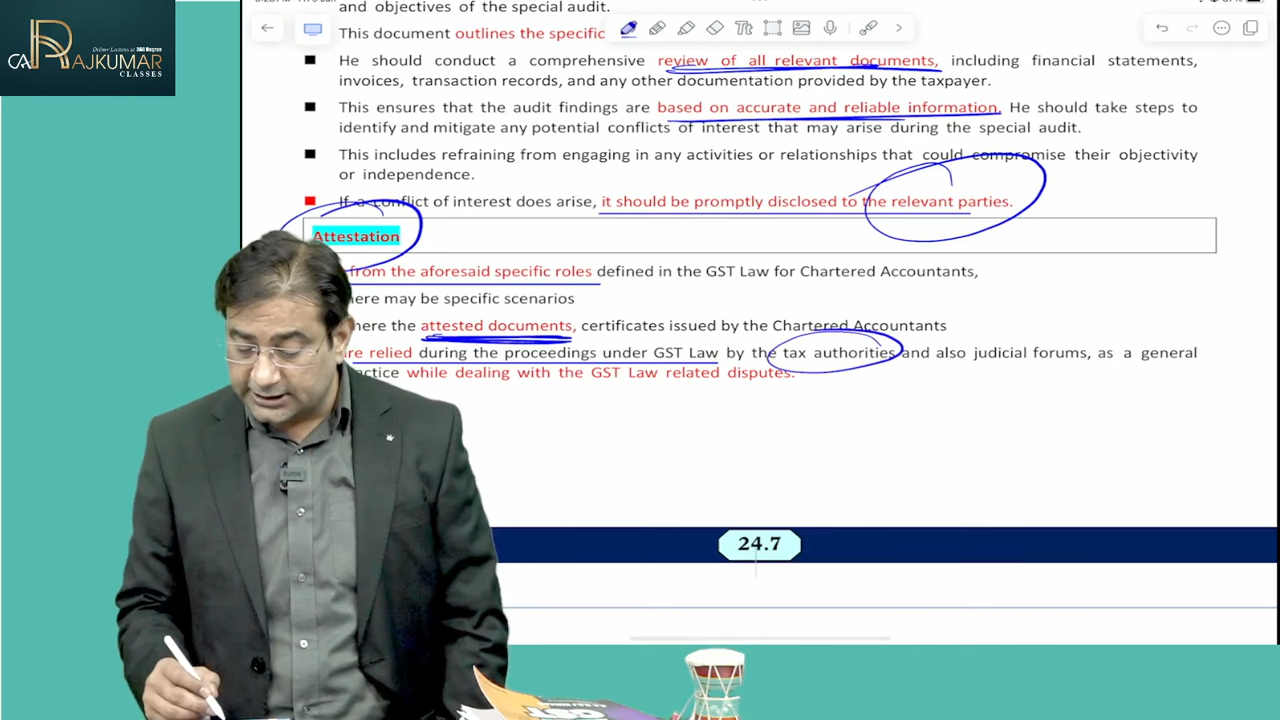 and objectives of the special audit.
Deliver Lectures at 360 Degree
CA RAJKUMAR
CLASSES
This document outlines the specific
He should conduct a comprehensive review of all relevant documents, including financial statements,
invoices, transaction records, and any other documentation provided by the taxpayer.
This ensures that the audit findings are based on accurate and reliable information. He should take steps to
identify and mitigate any potential conflicts of interest that may arise during the special audit.
This includes refraining from engaging in any activities or relationships that could compromise their objectivity
or independence.
If a conflict of interest does arise, it should be promptly disclosed to the relevant parties.
Attestation
from the aforesaid specific roles defined in the GST Law for Chartered Accountants,
here may be specific scenarios
here the attested documents, certificates issued by the Chartered Accountants
re relied during the proceedings under GST Law by the tax authorities and also judicial forums, as a general
actice while dealing with the GST Law related disputes.
24.7